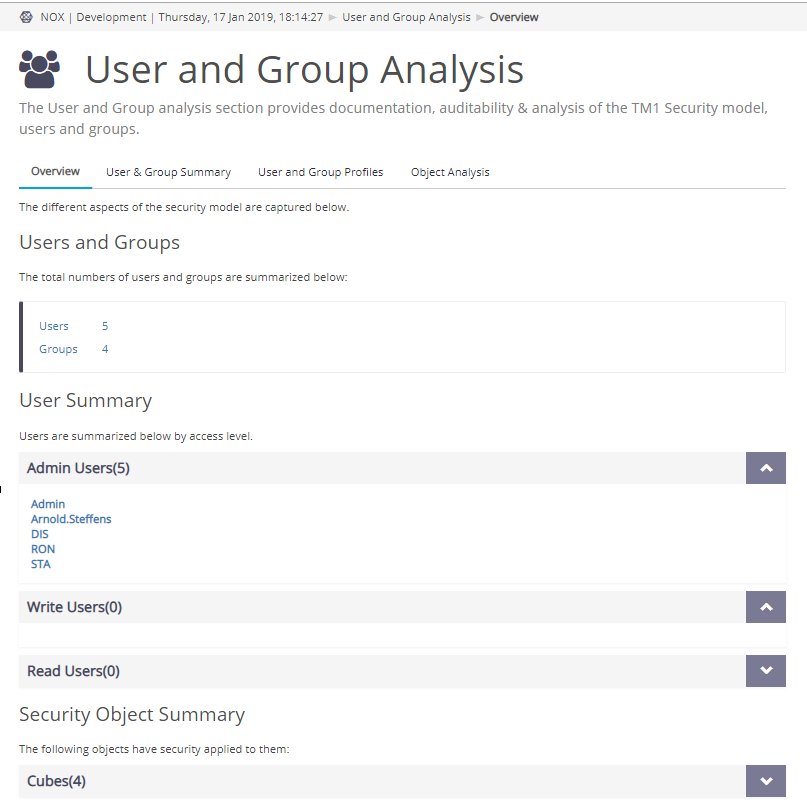 NOX | Development | Thursday, 17 Jan 2019, 18:14:27 ► User and Group Analysis ► Overview
User and Group Analysis
The User and Group analysis section provides documentation, auditability & analysis of the TM1 Security model,
users and groups.
Overview User & Group Summary User and Group Profiles Object Analysis
The different aspects of the security model are captured below.
Users and Groups
The total numbers of users and groups are summarized below:
Users 5
Groups 4
User Summary
Users are summarized below by access level.
Admin Users(5)
Admin
Arnold.Steffens
DIS
RON
STA
Write Users(0)
Read Users(0)
Security Object Summary
The following objects have security applied to them:
Cubes(4)